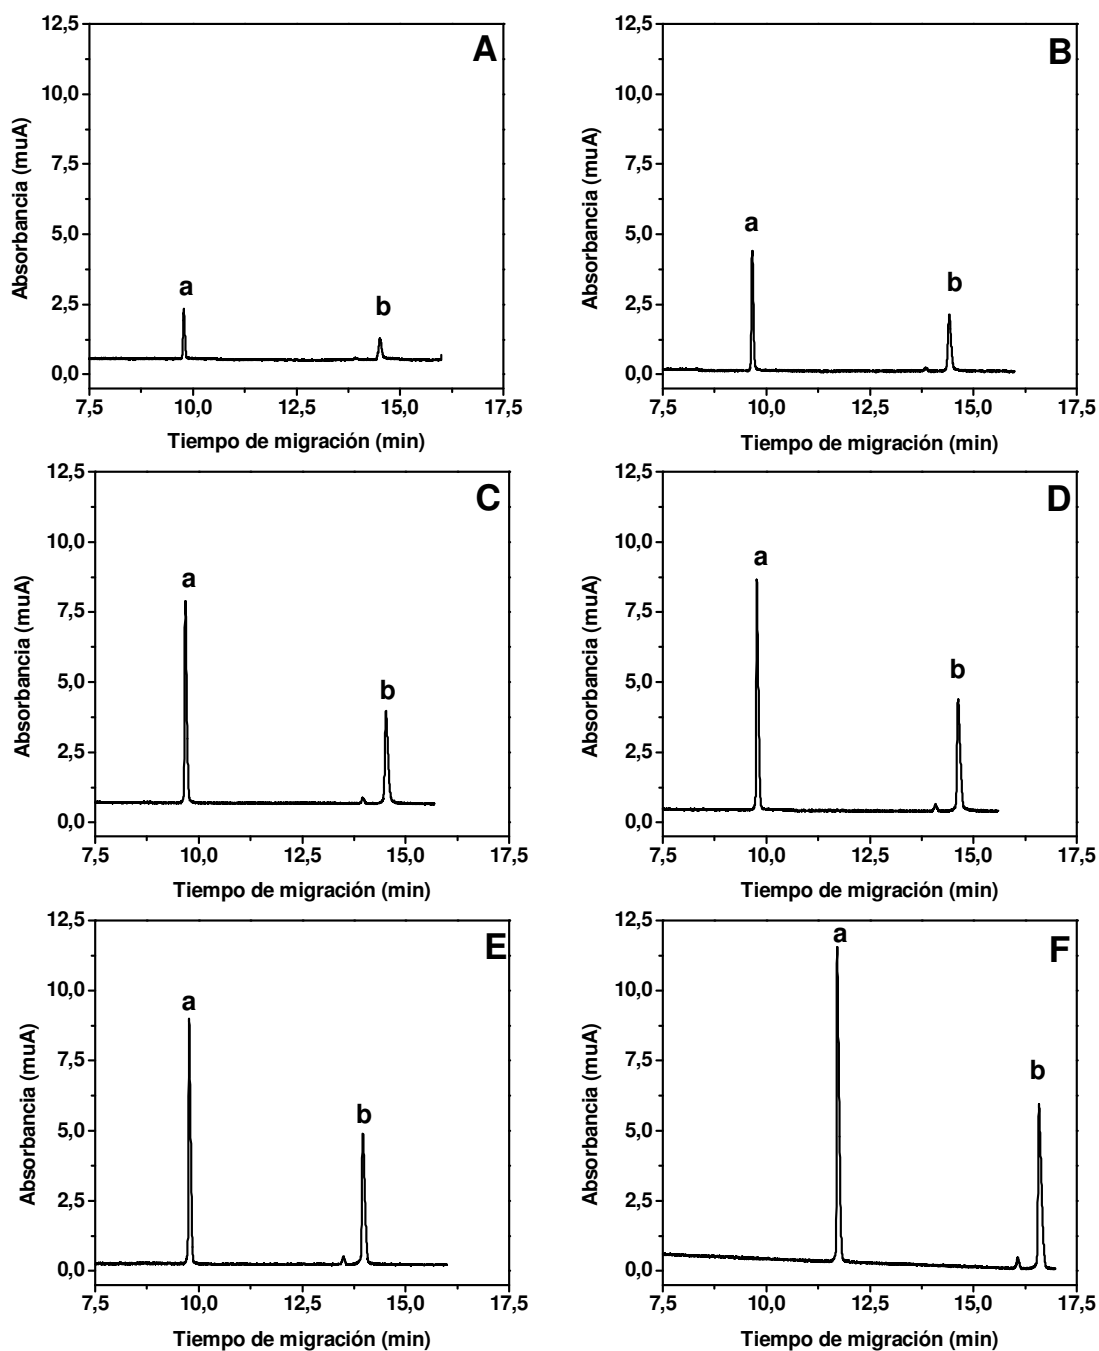 12,5
A
10,0
7,5
5,0
2,5
0,0
a
b
Absorbancia (muA)
7,5 10,0 12,5 15,0 17,5
Tiempo de migración (min)
12,5
B
10,0
7,5
5,0
2,5
0,0
a
b
Absorbancia (muA)
7,5 10,0 12,5 15,0 17,5
Tiempo de migración (min)
12,5
C
10,0
7,5
5,0
2,5
0,0
a
b
Absorbancia (muA)
7,5 10,0 12,5 15,0 17,5
Tiempo de migración (min)
12,5
D
10,0
7,5
5,0
2,5
0,0
a
b
Absorbancia (muA)
7,5 10,0 12,5 15,0 17,5
Tiempo de migración (min)
12,5
E
10,0
7,5
5,0
2,5
0,0
a
b
Absorbancia (muA)
7,5 10,0 12,5 15,0 17,5
Tiempo de migración (min)
12,5
F
10,0
7,5
5,0
2,5
0,0
a
b
Absorbancia (muA)
7,5 10,0 12,5 15,0 17,5
Tiempo de migración (min)